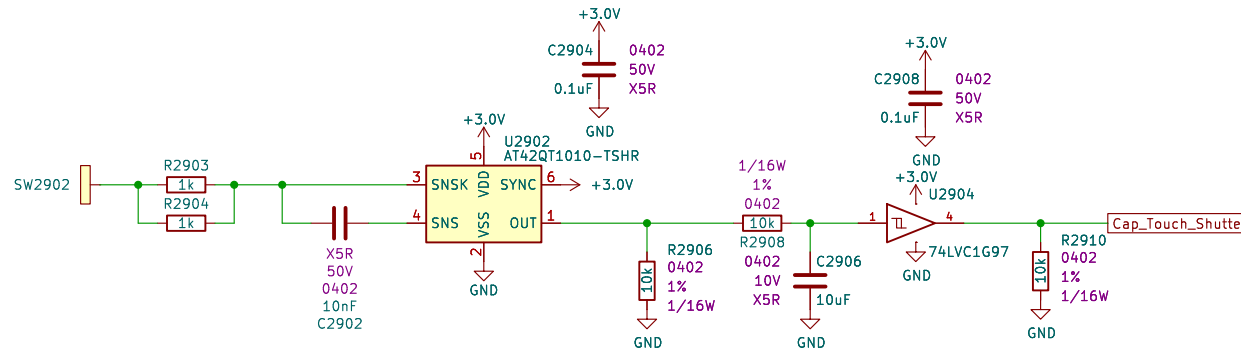 +3.0V
C2904
0402
50V
0.1uF
X5R
GND
+3.0V
C2908
0402
50V
0.1uF
X5R
GND
SW2902
R2903
1k
R2904
1k
X5R
50V
0402
10nF
C2902
+3.0V
U2902
AT42QT1010-TSHR
5
3
SNSK
VDD
SYNC
6
+3.0V
4
SNS
VSS
OUT
1
2
GND
R2906
10k
0402
1%
1/16W
GND
1/16W
1%
0402
10k
R2908
0402
10V
X5R
C2906
10uF
GND
+3.0V
U2904
1
4
74LVC1G97
GND
R2910
10k
0402
1%
1/16W
GND
Cap_Touch_Shutte